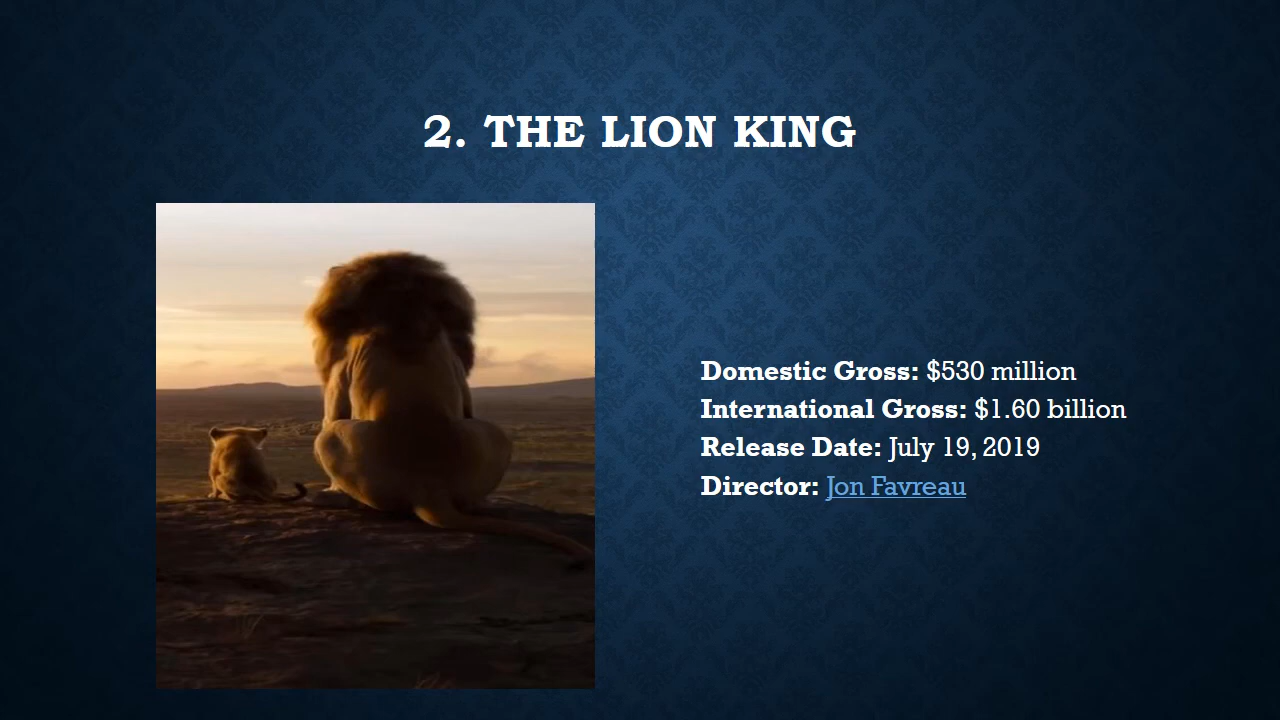 2. THE LION KING
Domestic Gross: $530 million
International Gross: $1.60 billion
Release Date: July 19, 2019
Director: Jon Favreau